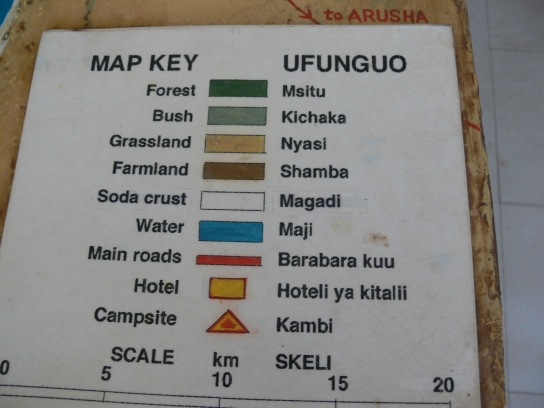 to ARUSHA
MAP KEY UFUNGUO
Forest Msitu
Bush Kichaka
Grassland Nyasi
Farmland Shamba
Soda crust Magadi
Water Maji
Main roads Barabara kuu
Hotel Hoteli ya kitalii
Campsite Kambi
SCALE km SKELI
0 5 10 15 20